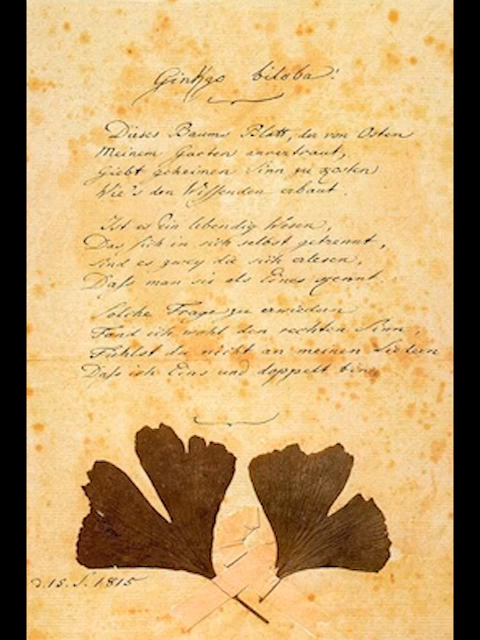 Ginkgo biloba.
Dieses Baums Blatt, der von Osten
Meinem Garten anvertraut,
Giebt geheimen Sinn zu kosten
Wie's den Wissenden erbaut.
Ist es Ein lebendig Wesen,
Das sich in sich selbst getrennt,
Sind es zwey die sich erlesen,
Dass man sie als Eines kennt.
Solche Frage zu erwiedern
Fand ich wohl den rechten Sinn,
Fühlst du nicht an meinen Liedern
Dass ich Eins und doppelt bin.
d. 15. S. 1815